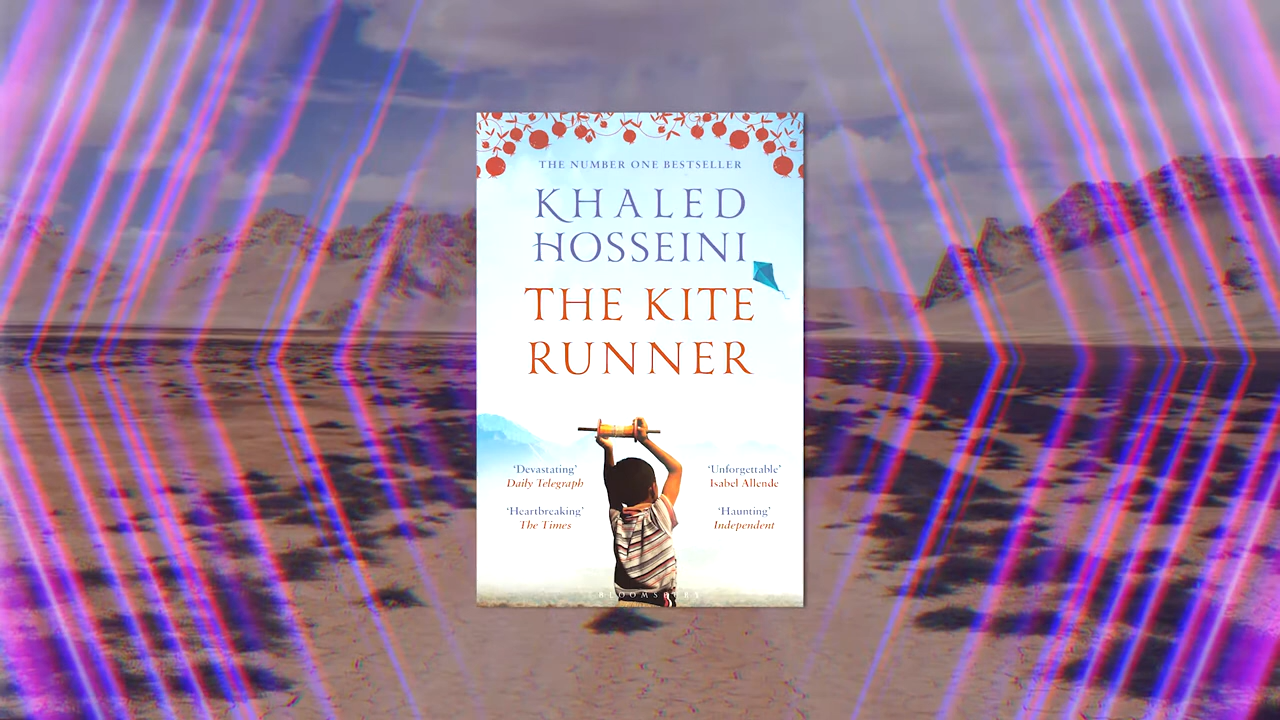 THE NUMBER ONE BESTSELLER
KHALED
HOSSEINI
THE KITE
RUNNER
‘Devastating’
Daily Telegraph
‘Heartbreaking’
The Times
‘Unforgettable’
Isabel Allende
‘Haunting’
Independent
BLOOMSBURY